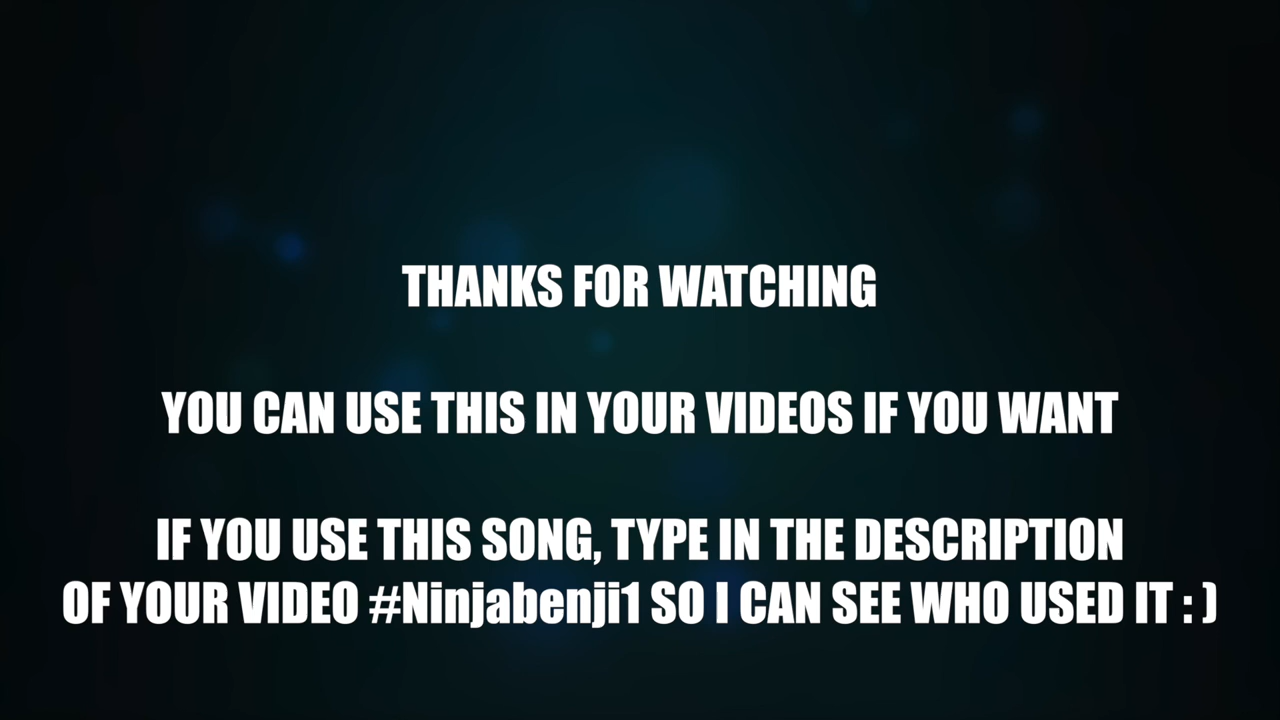 THANKS FOR WATCHING
YOU CAN USE THIS IN YOUR VIDEOS IF YOU WANT
IF YOU USE THIS SONG, TYPE IN THE DESCRIPTION
OF YOUR VIDEO #Ninjabenji1 SO I CAN SEE WHO USED IT : )